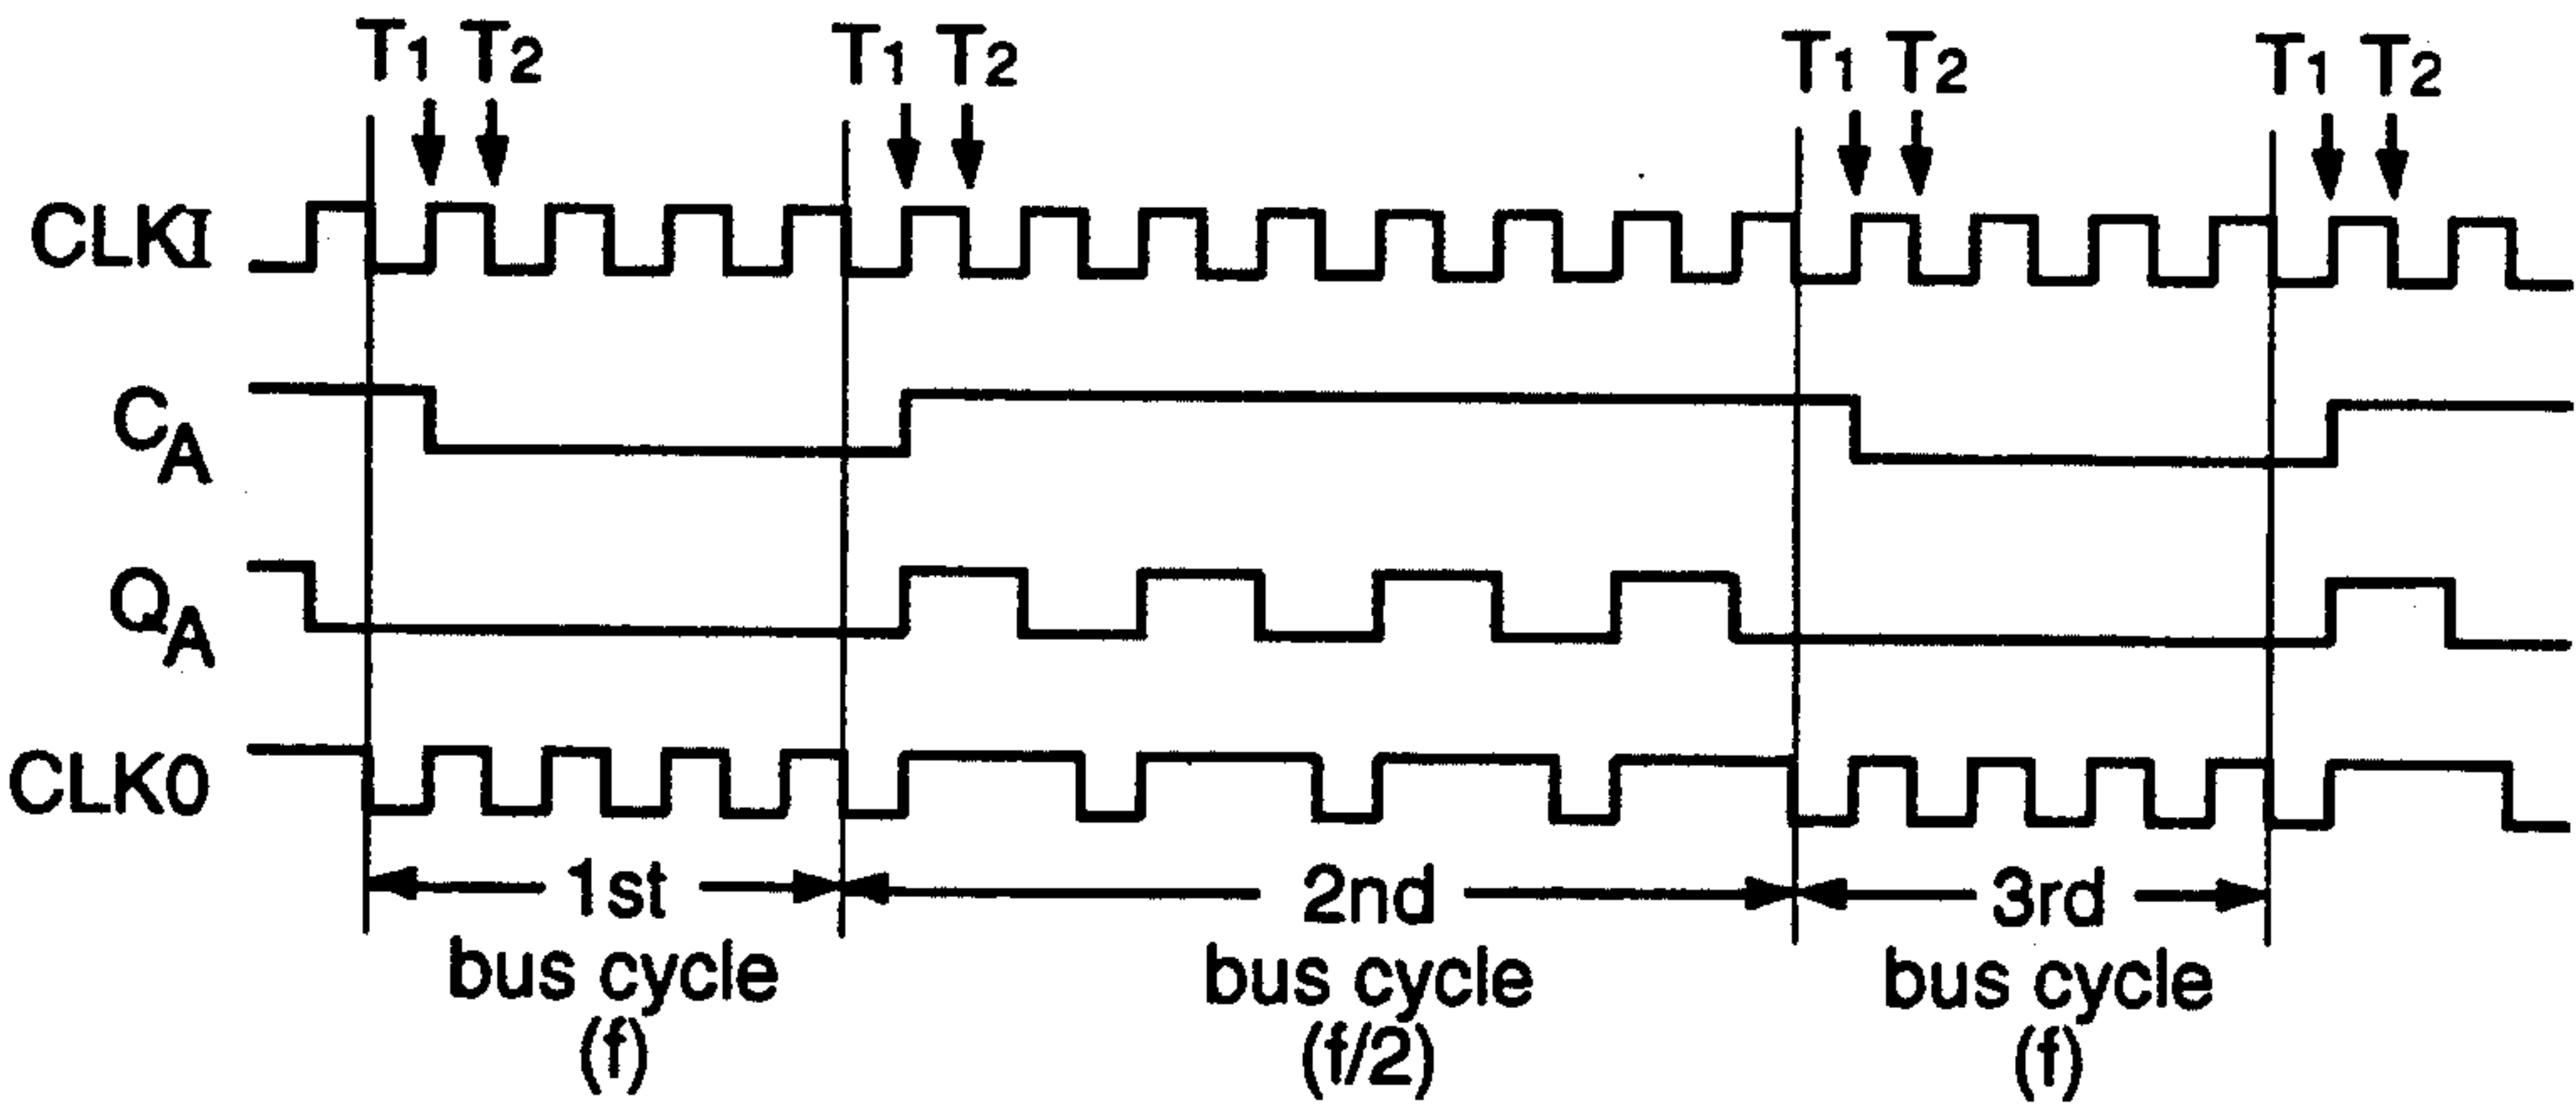 T1 T2 T1 T2 T1 T2 T1 T2
CLKI
CA
QA
CLK0
1st 2nd 3rd
bus cycle bus cycle bus cycle
(f) (f/2) (f)